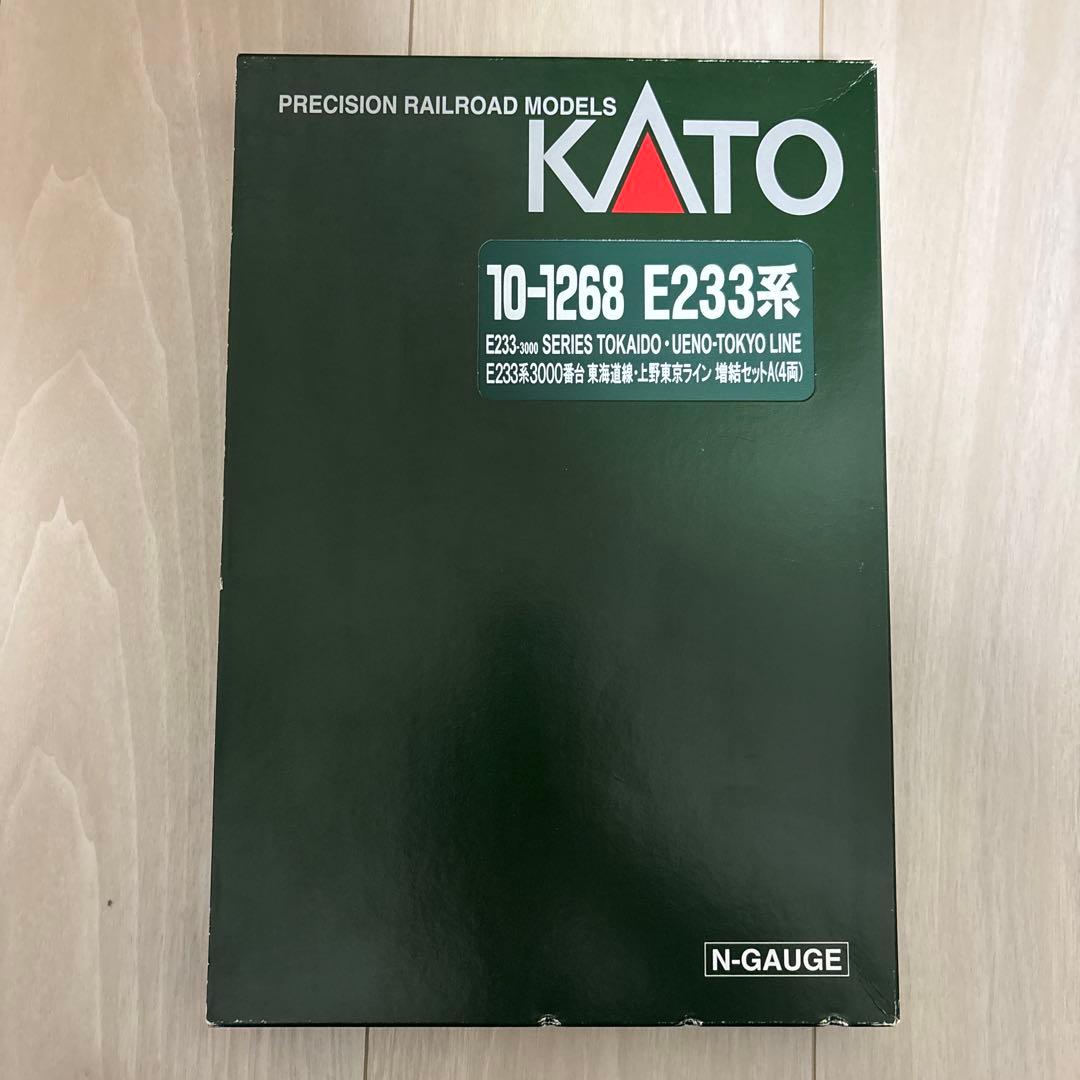 PRECISION RAILROAD MODELS
KATO
10-1268 E233系
E233-3000 SERIES TOKAIDO・UENO-TOKYO LINE
E233系3000番台 東海道線・上野東京ライン 増結セットA(4両)
N-GAUGE